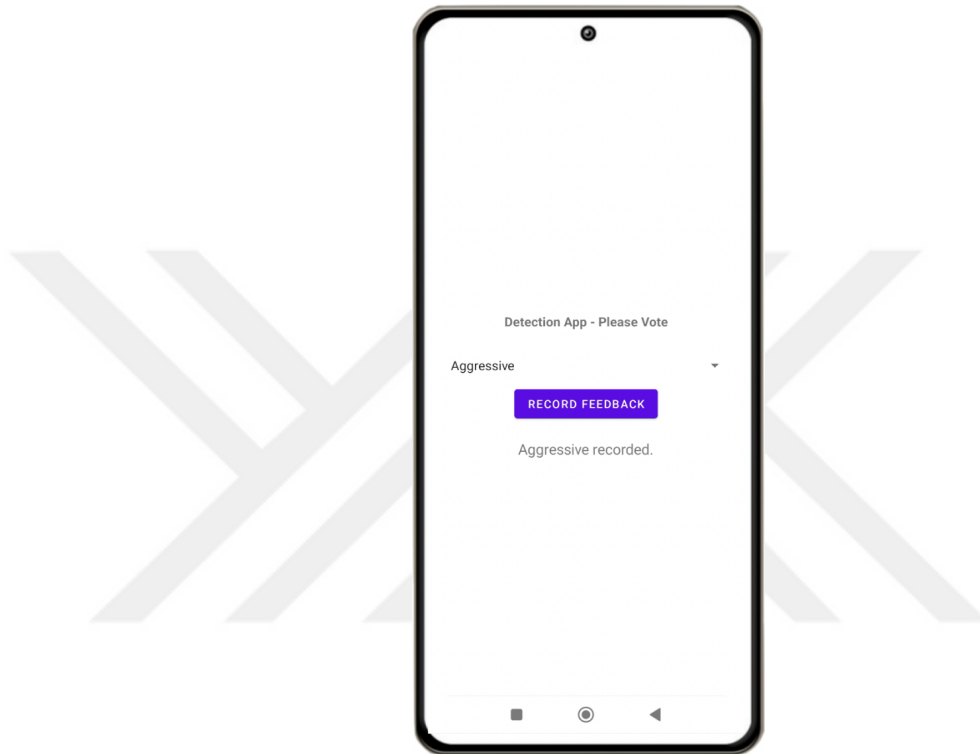 Detection App - Please Vote
Aggressive
RECORD FEEDBACK
Aggressive recorded.